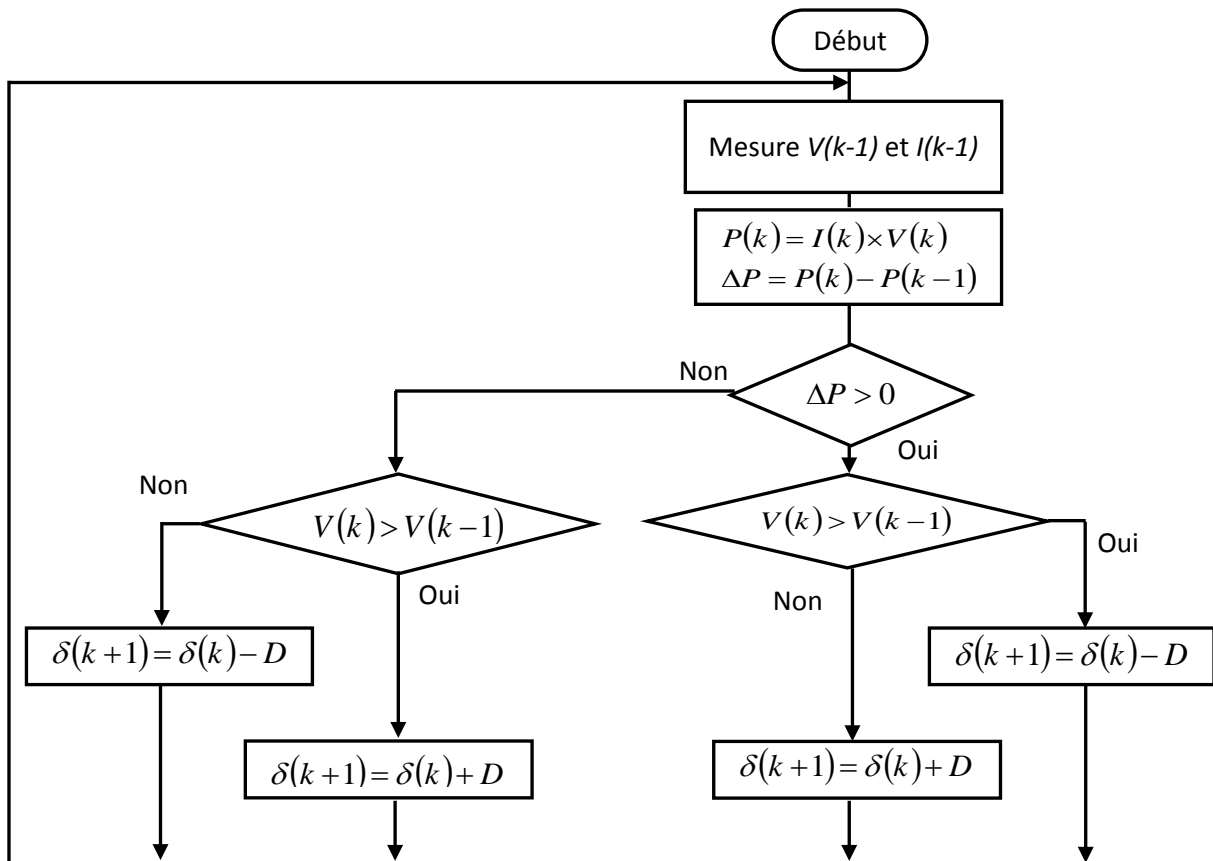 Début
Mesure V(k-1) et I(k-1)
P(k) = I(k) × V(k)
ΔP = P(k) − P(k−1)
Non
ΔP > 0
Oui
Non
V(k) > V(k−1)
V(k) > V(k−1)
Oui
Oui
Non
δ(k+1) = δ(k) − D
δ(k+1) = δ(k) − D
δ(k+1) = δ(k) + D
δ(k+1) = δ(k) + D